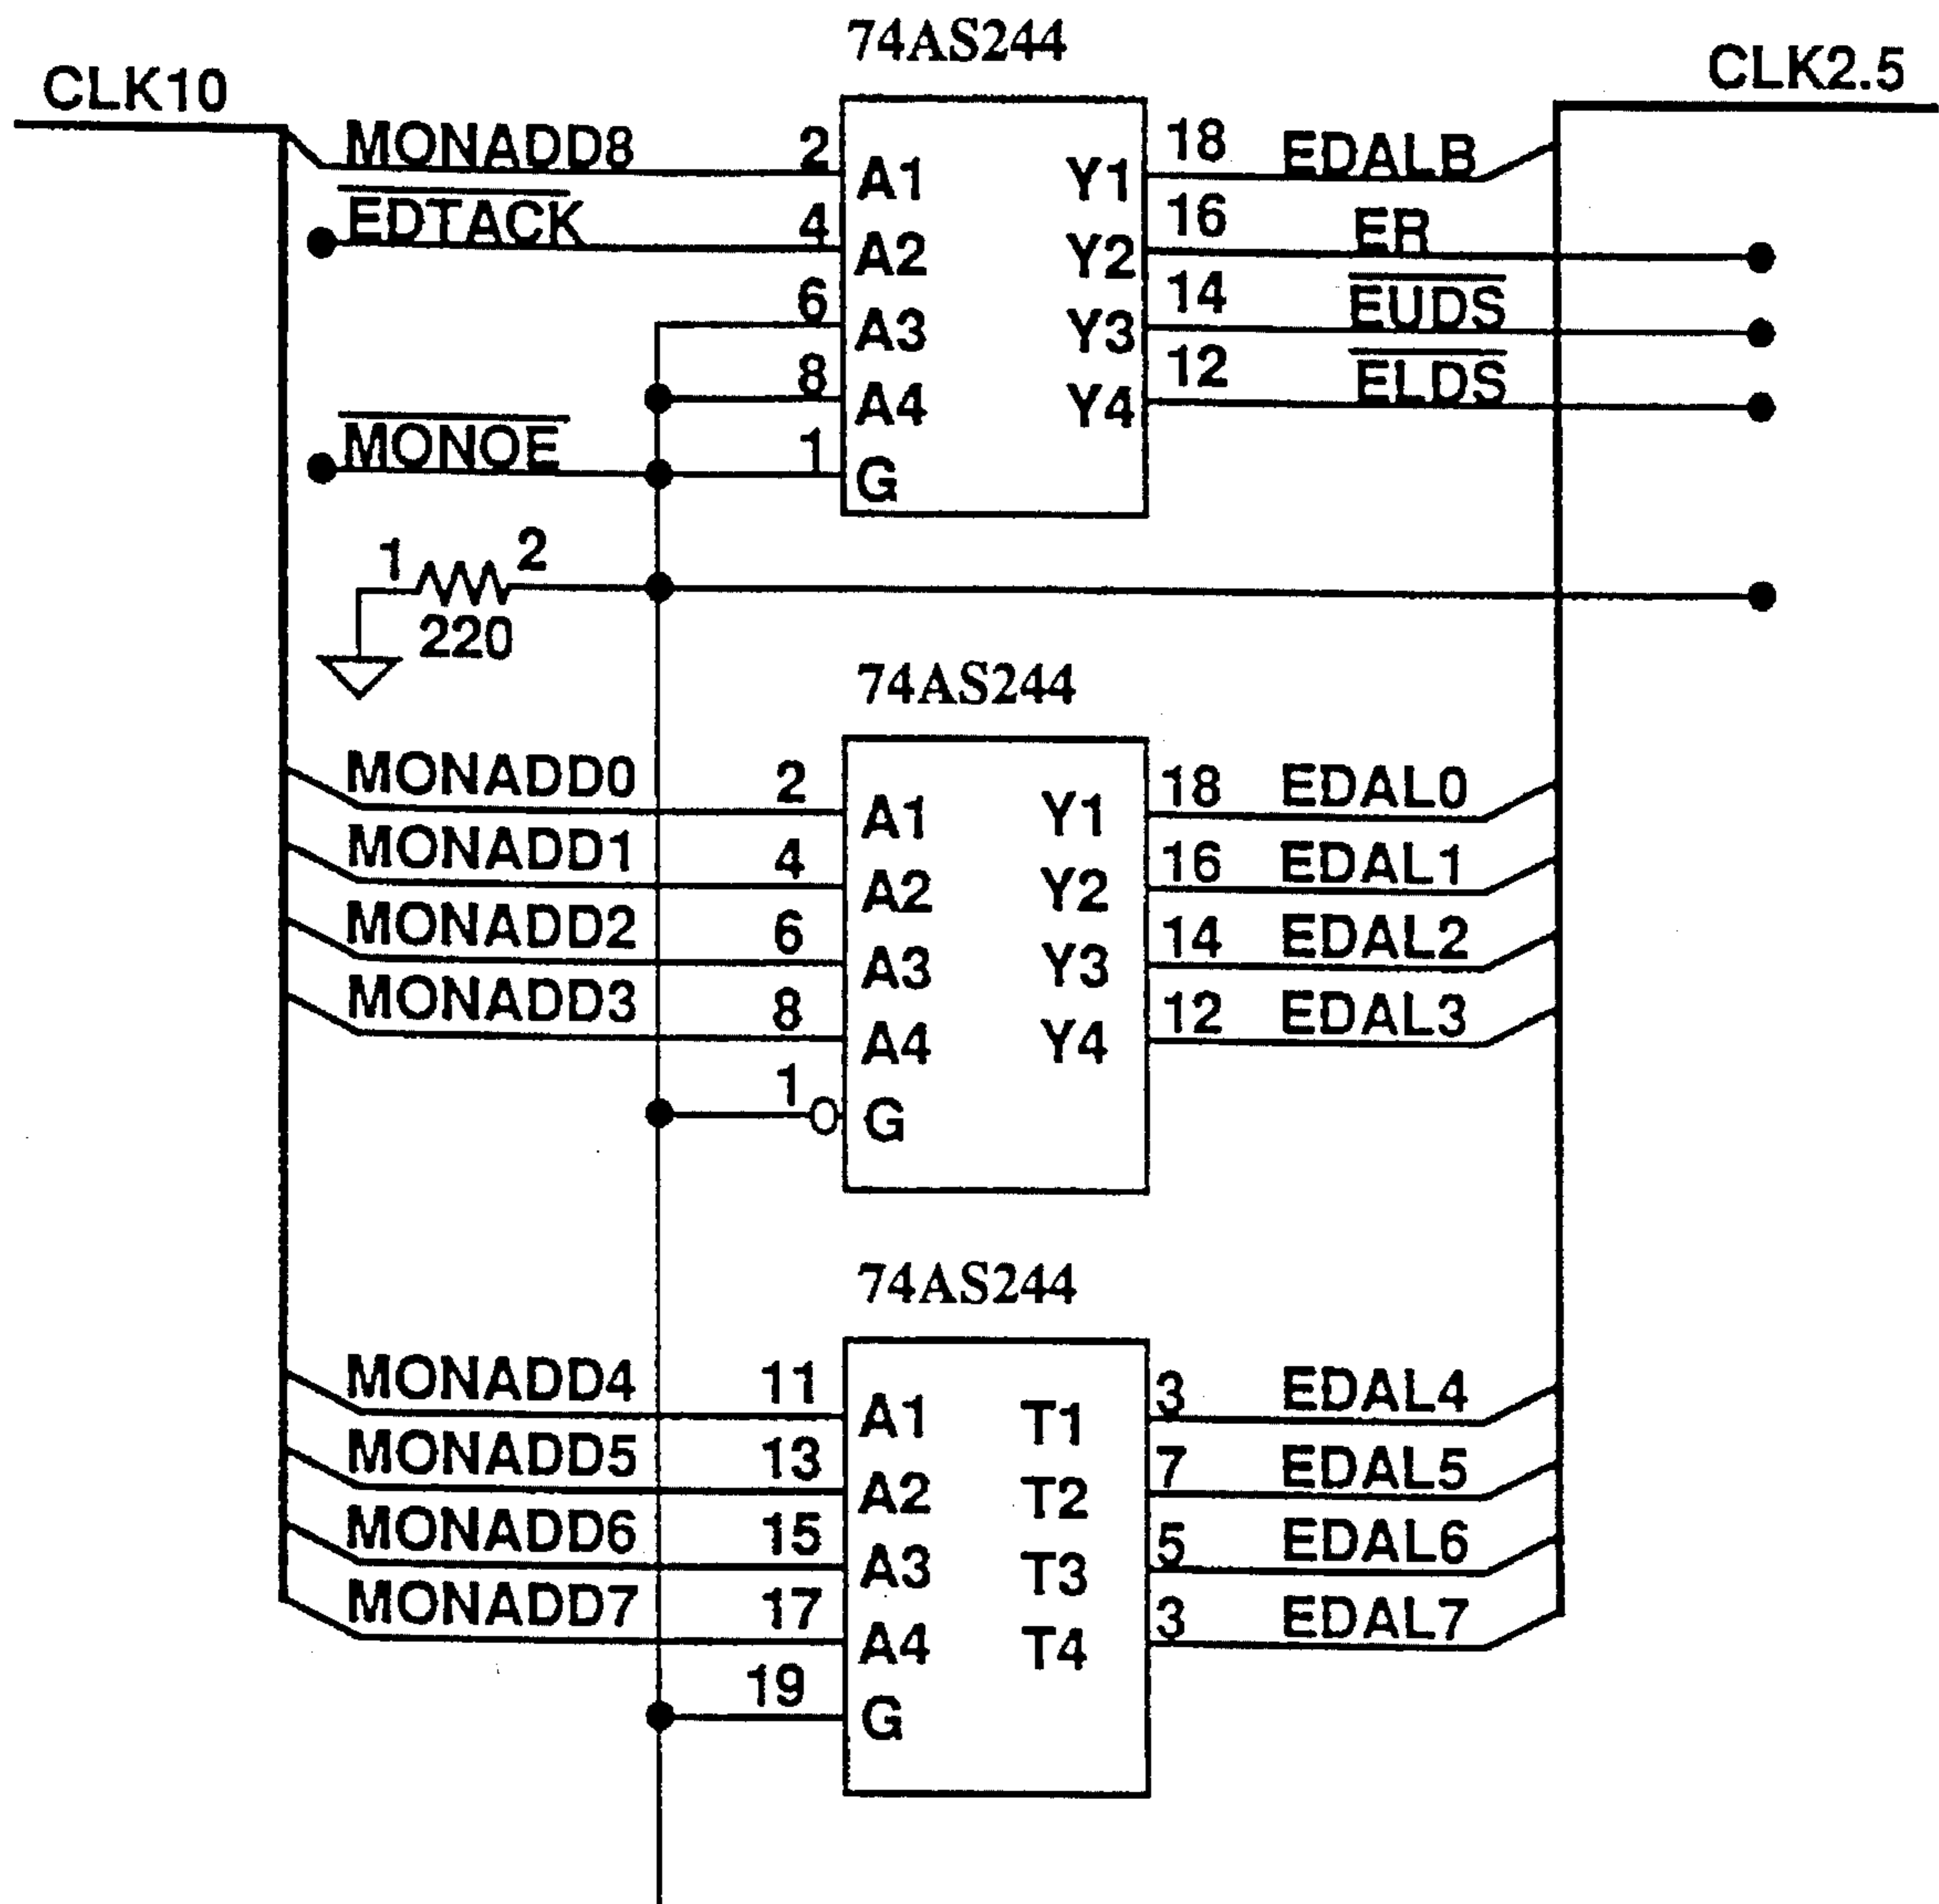 74AS244
CLK10
CLK2.5
MONADD8 2 A1 Y1 18 EDALB
EDTACK 4 A2 Y2 16 ER
6 A3 Y3 14 EUDS
8 A4 Y4 12 ELDS
MONOE 1 G
1 2
220
74AS244
MONADD0 2 A1 Y1 18 EDAL0
MONADD1 4 A2 Y2 16 EDAL1
MONADD2 6 A3 Y3 14 EDAL2
MONADD3 8 A4 Y4 12 EDAL3
1 G
74AS244
MONADD4 11 A1 T1 3 EDAL4
MONADD5 13 A2 T2 7 EDAL5
MONADD6 15 A3 T3 5 EDAL6
MONADD7 17 A4 T4 3 EDAL7
19 G